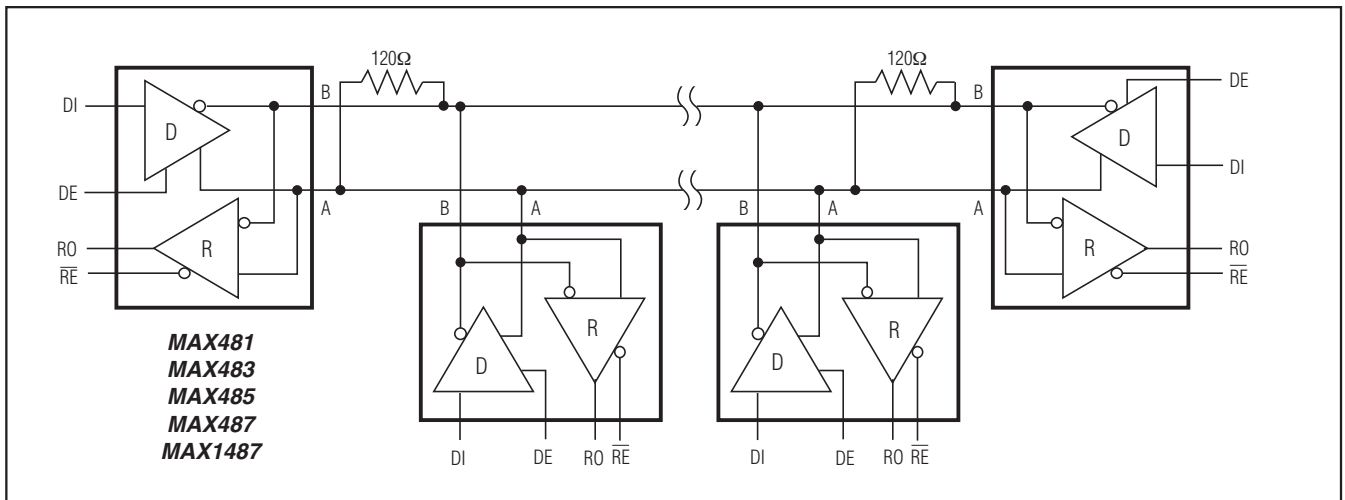 120Ω 120Ω
B B
DI D D DE
DE DI
A B A B A A
RO R R RO
RE RE
R R
D D
MAX481
MAX483
MAX485
MAX487
MAX1487
DI DE RO RE DI DE RO RE